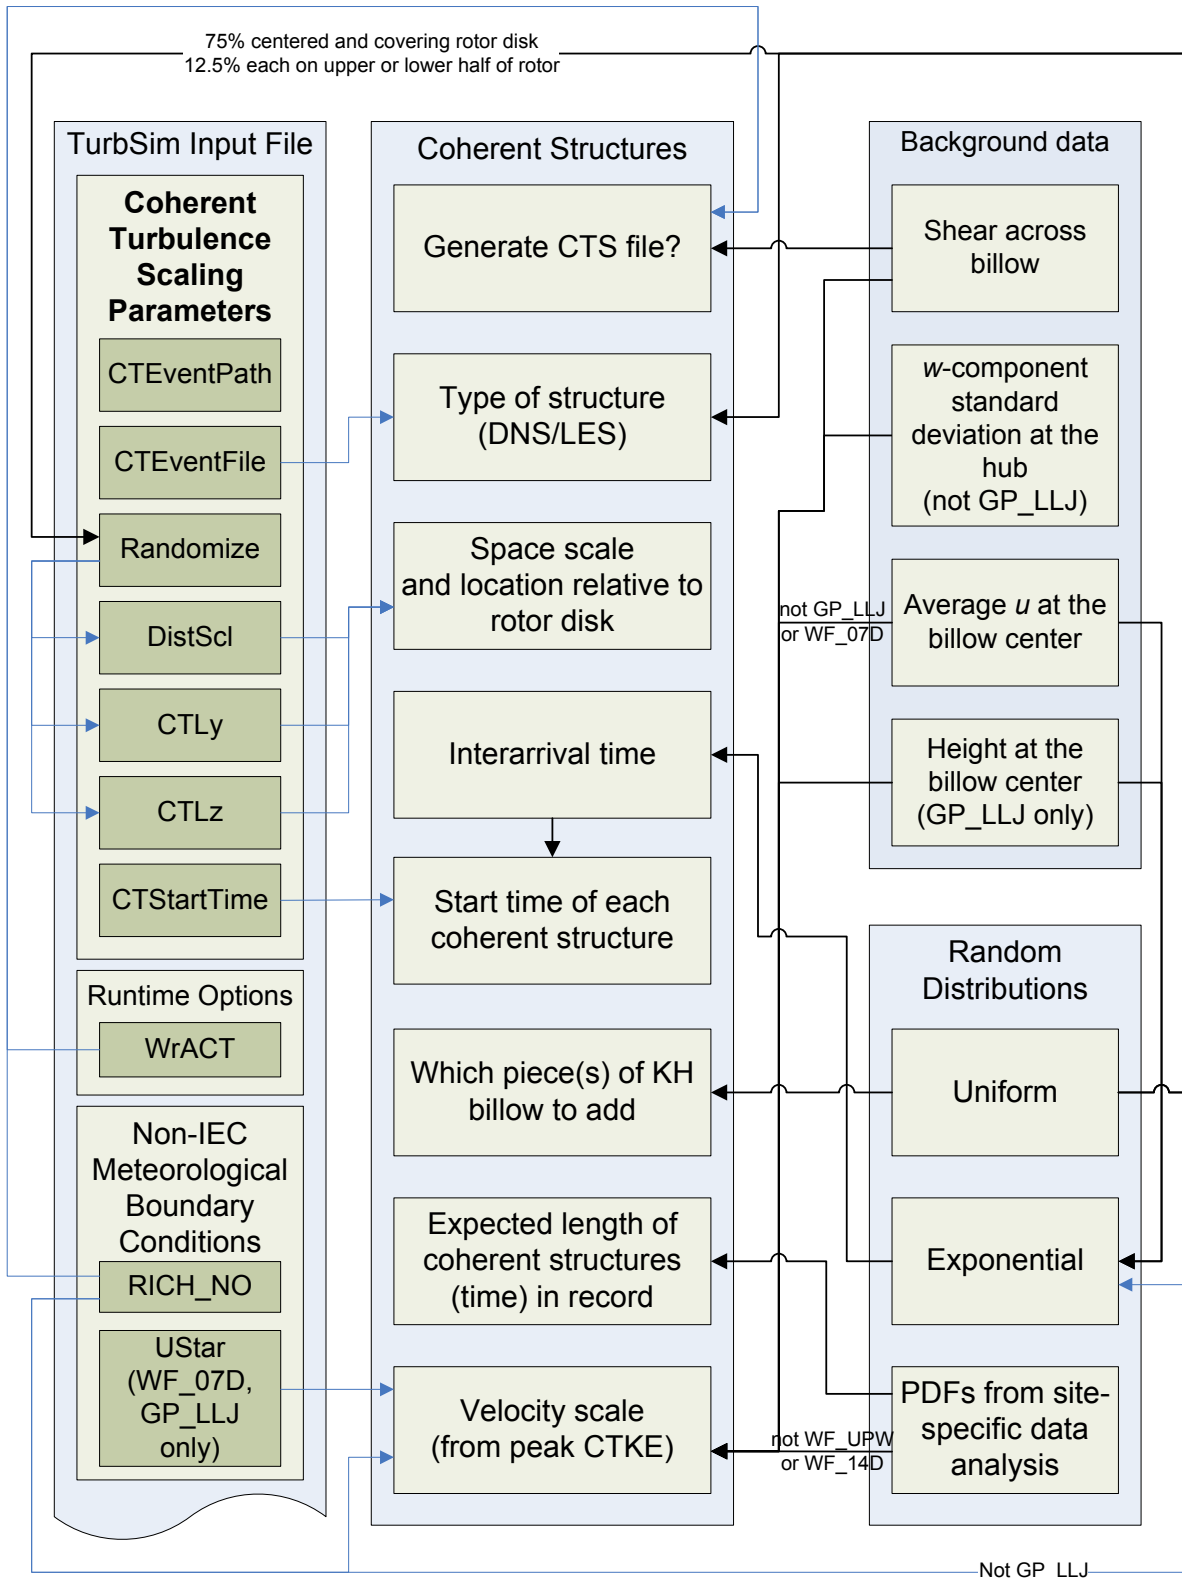 75% centered and covering rotor disk
12.5% each on upper or lower half of rotor
TurbSim Input File
Coherent
Turbulence
Scaling
Parameters
CTEventPath
CTEventFile
Randomize
DistScl
CTLy
CTLz
CTStartTime
Runtime Options
WrACT
Non-IEC
Meteorological
Boundary
Conditions
RICH_NO
UStar
(WF_07D,
GP_LLJ
only)
Coherent Structures
Generate CTS file?
Type of structure
(DNS/LES)
Space scale
and location relative to
rotor disk
Interarrival time
Start time of each
coherent structure
Which piece(s) of KH
billow to add
Expected length of
coherent structures
(time) in record
Velocity scale
(from peak CTKE)
Background data
Shear across
billow
w-component
standard
deviation at the
hub
(not GP_LLJ)
not GP_LLJ
or WF_07D
Average u at the
billow center
Height at the
billow center
(GP_LLJ only)
Random
Distributions
Uniform
Exponential
PDFs from site-
specific data
analysis
not WF_UPW
or WF_14D
Not GP_LLJ